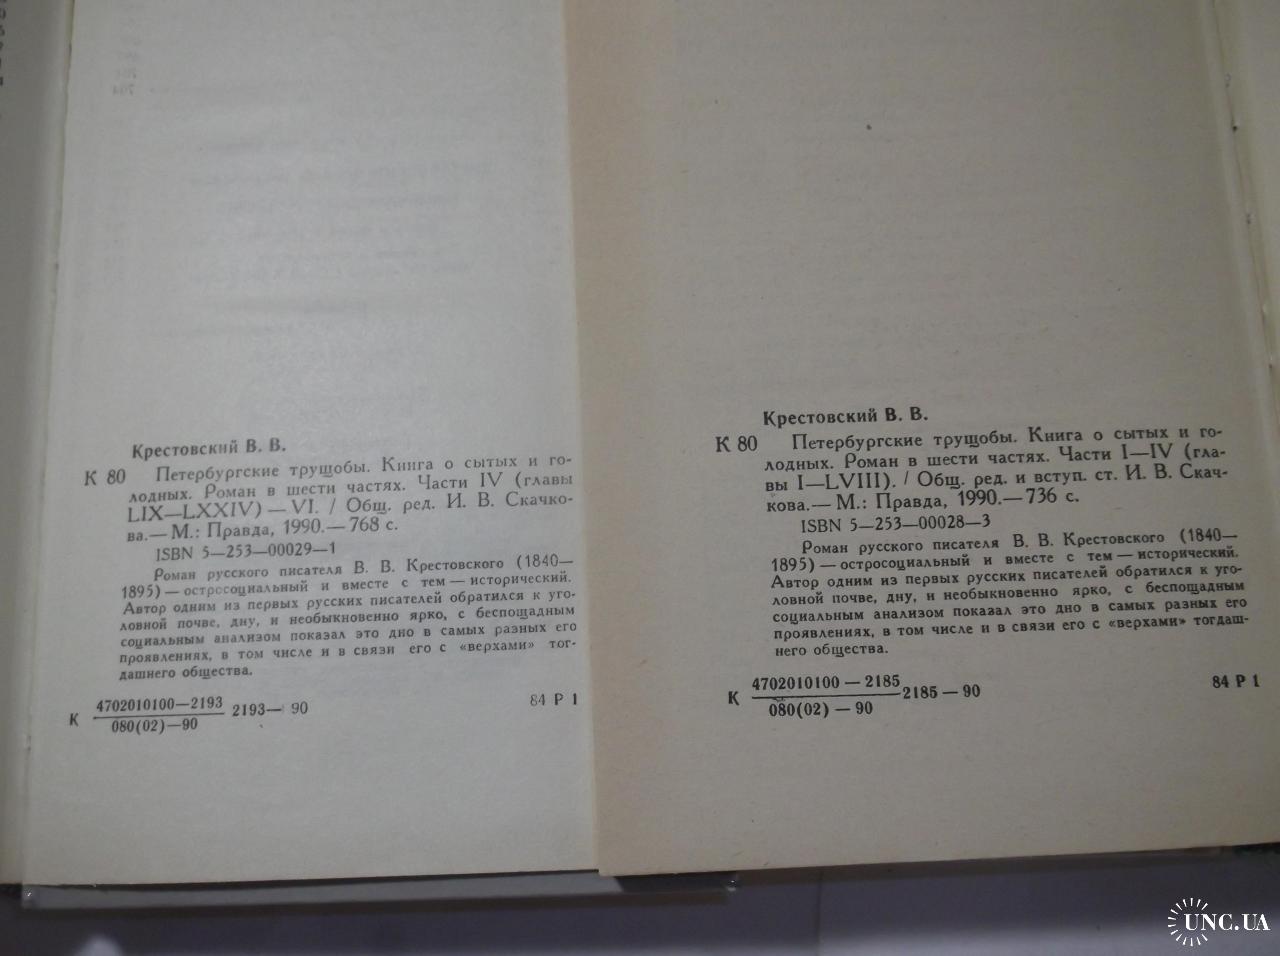 Крестовский В. В.
К 80 Петербургские трущобы. Книга о сытых и го-
лодных. Роман в шести частях. Части IV (главы
LIX—LXXIV) — VI. / Общ. ред. И. В. Скачко-
ва.— М.: Правда, 1990.— 768 с.
ISBN 5—253—00029—1
Роман русского писателя В. В. Крестовского (1840—
1895) — остросоциальный и вместе с тем — исторический.
Автор одним из первых русских писателей обратился к уго-
ловной почве, дну, и необыкновенно ярко, с беспощадным
социальным анализом показал это дно в самых разных его
проявлениях, в том числе и в связи его с «верхами» тог-
дашнего общества.
К 4702010100—2193
080(02)—90
2193— 90
84 Р 1
Крестовский В. В.
К 80 Петербургские трущобы. Книга о сытых и го-
лодных. Роман в шести частях. Части I—IV (гла-
вы I—LVIII). / Общ. ред. и вступ. ст. И. В. Скач-
кова.— М.: Правда, 1990.— 736 с.
ISBN 5—253—00028—3
Роман русского писателя В. В. Крестовского (1840—
1895) — остросоциальный и вместе с тем — исторический.
Автор одним из первых русских писателей обратился к уго-
ловной почве, дну, и необыкновенно ярко, с беспощадным
социальным анализом показал это дно в самых разных его
проявлениях, в том числе и в связи его с «верхами» тогдаш-
него общества.
К 4702010100 — 2185
080(02) — 90
2185 — 90
84 Р 1
UNC.UA